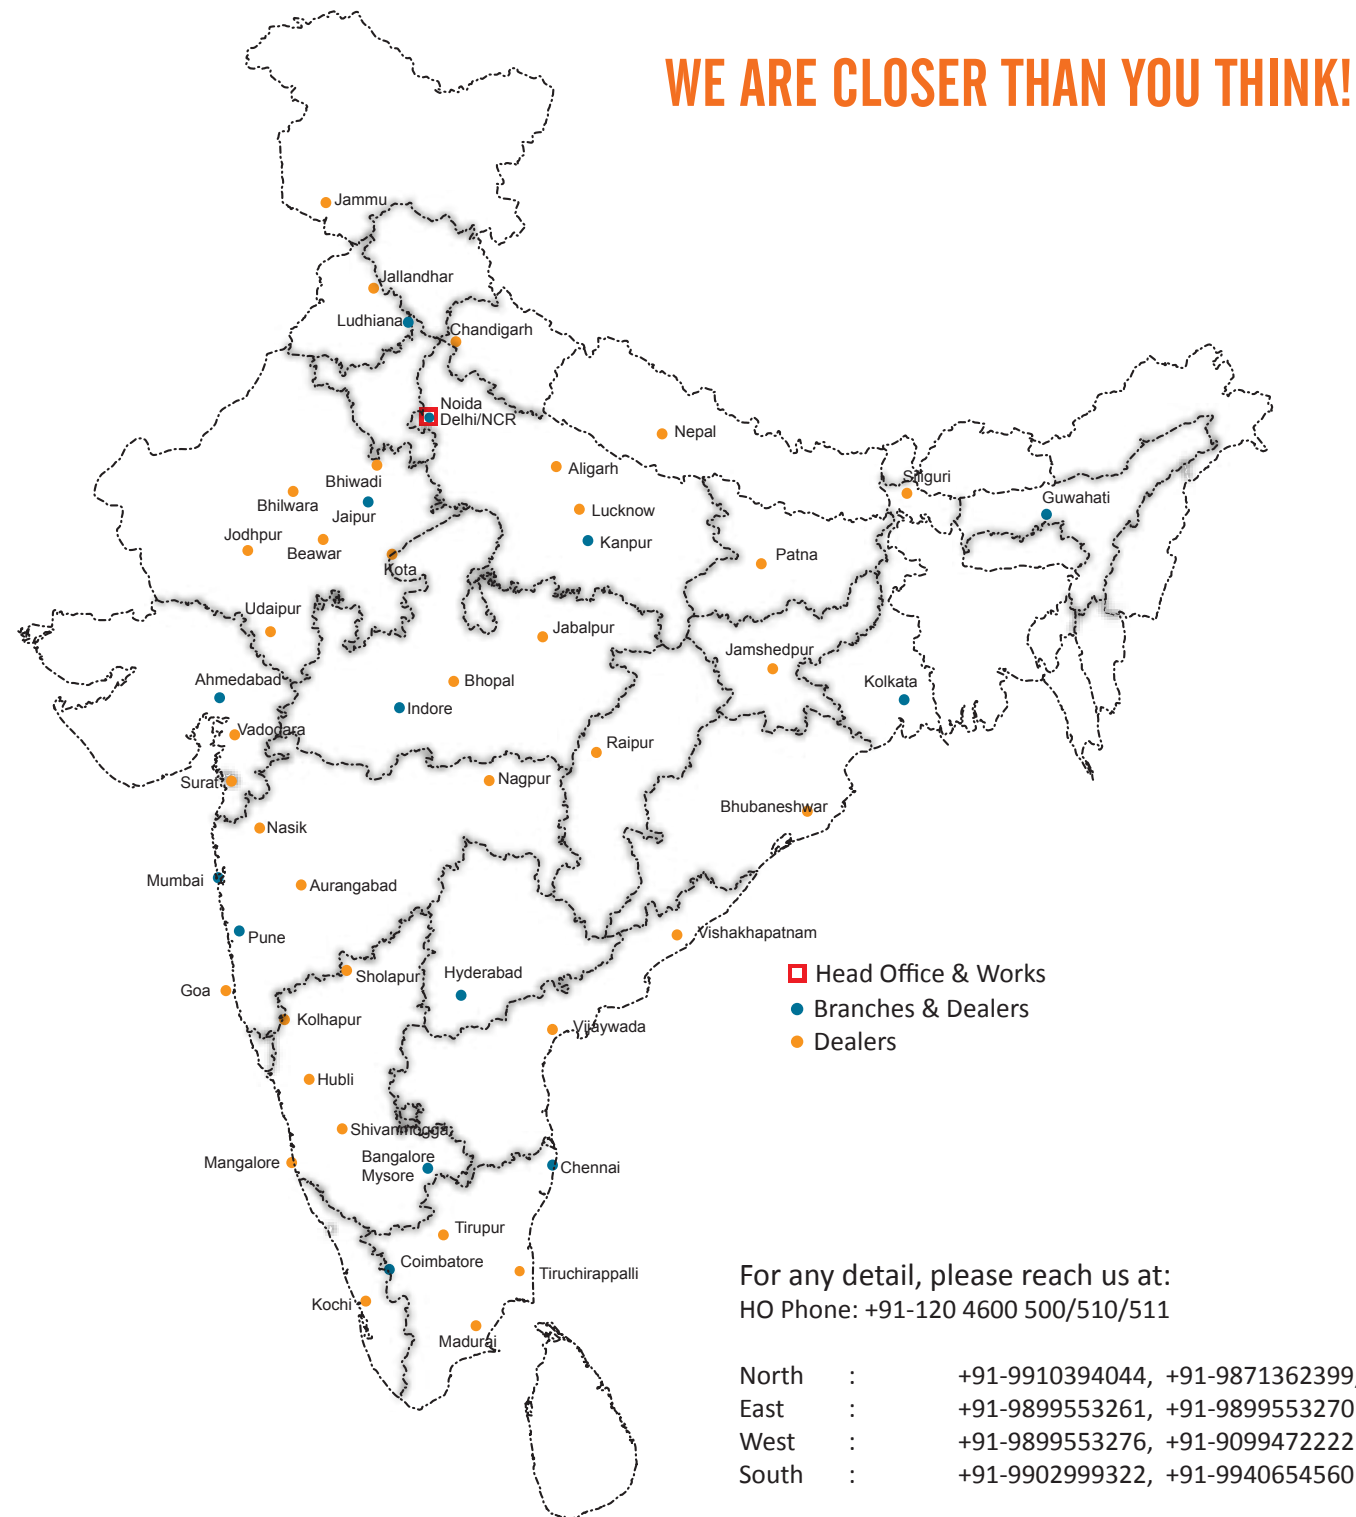 WE ARE CLOSER THAN YOU THINK!
Jammu
Jallandhar
Ludhiana
Chandigarh
Noida
Delhi/NCR
Nepal
Aligarh
Bhiwadi
Siliguri
Bhilwara
Jaipur
Lucknow
Guwahati
Jodhpur
Beawar
Kanpur
Kota
Patna
Udaipur
Jabalpur
Jamshedpur
Ahmedabad
Bhopal
Kolkata
Indore
Vadodara
Raipur
Surat
Nagpur
Bhubaneshwar
Nasik
Mumbai
Aurangabad
Pune
Vishakhapatnam
Sholapur
Hyderabad
Head Office & Works
Goa
Branches & Dealers
Kolhapur
Vijaywada
Dealers
Hubli
Shivanmogga
Mangalore
Bangalore
Mysore
Chennai
Tirupur
Coimbatore
Tiruchirappalli
Kochi
Madurai
For any detail, please reach us at:
HO Phone: +91-120 4600 500/510/511
North : +91-9910394044, +91-9871362399,
East : +91-9899553261, +91-9899553270
West : +91-9899553276, +91-9099472222
South : +91-9902999322, +91-9940654560